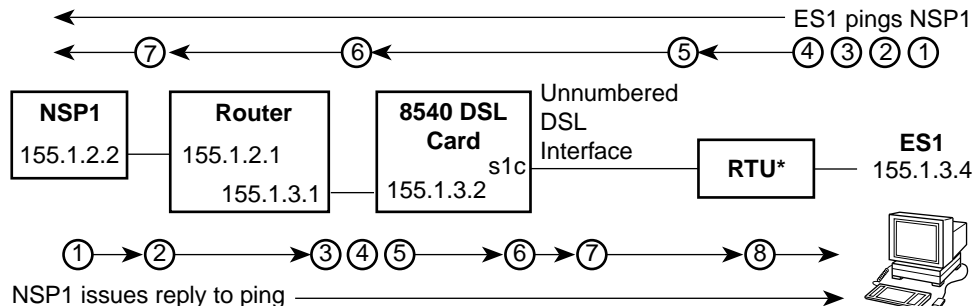 ES1 pings NSP1
7 6 5 4 3 2 1
NSP1
155.1.2.2
Router
155.1.2.1
155.1.3.1
8540 DSL
Card
s1c
155.1.3.2
Unnumbered
DSL
Interface
RTU*
ES1
155.1.3.4
1 2 3 4 5 6 7 8
NSP1 issues reply to ping